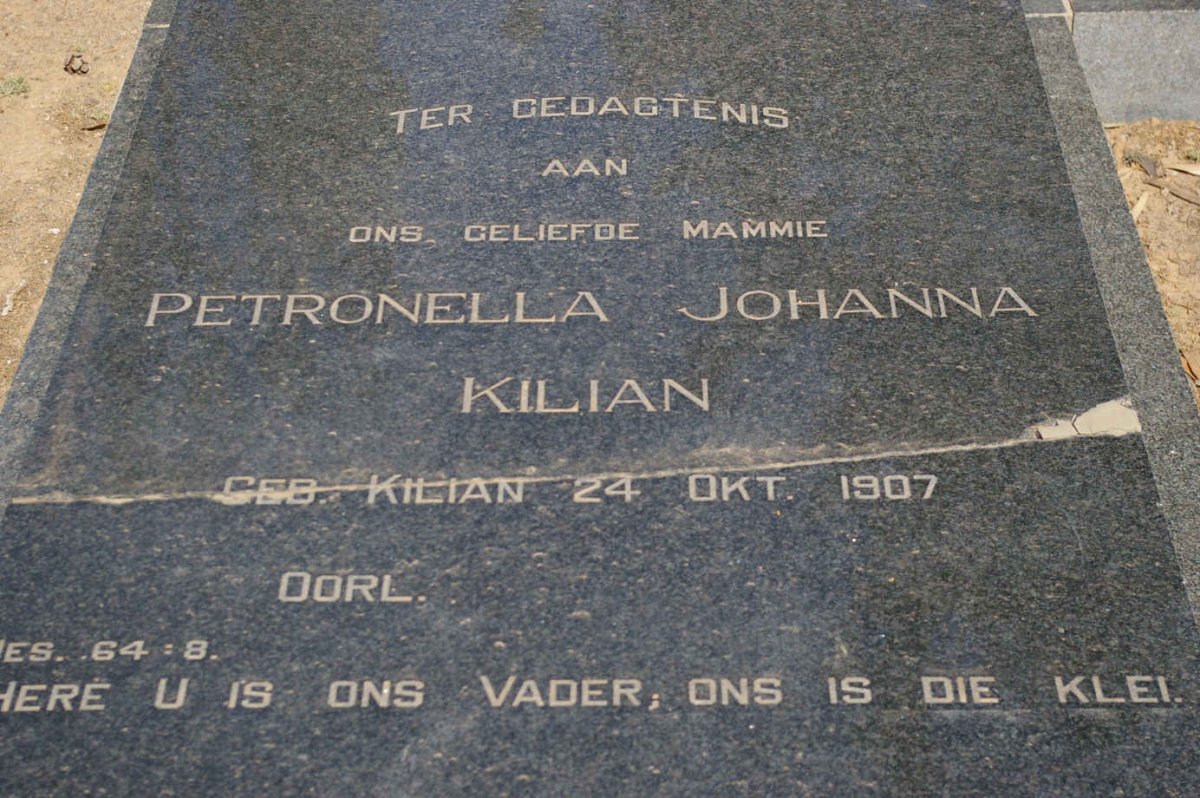 TER GEDAGTENIS
AAN
ONS GELIEFDE MAMMIE
PETRONELLA JOHANNA
KILIAN
GEB. KILIAN 24 OKT. 1907
OORL.
JES. 64:8.
HERE U IS ONS VADER; ONS IS DIE KLEI.